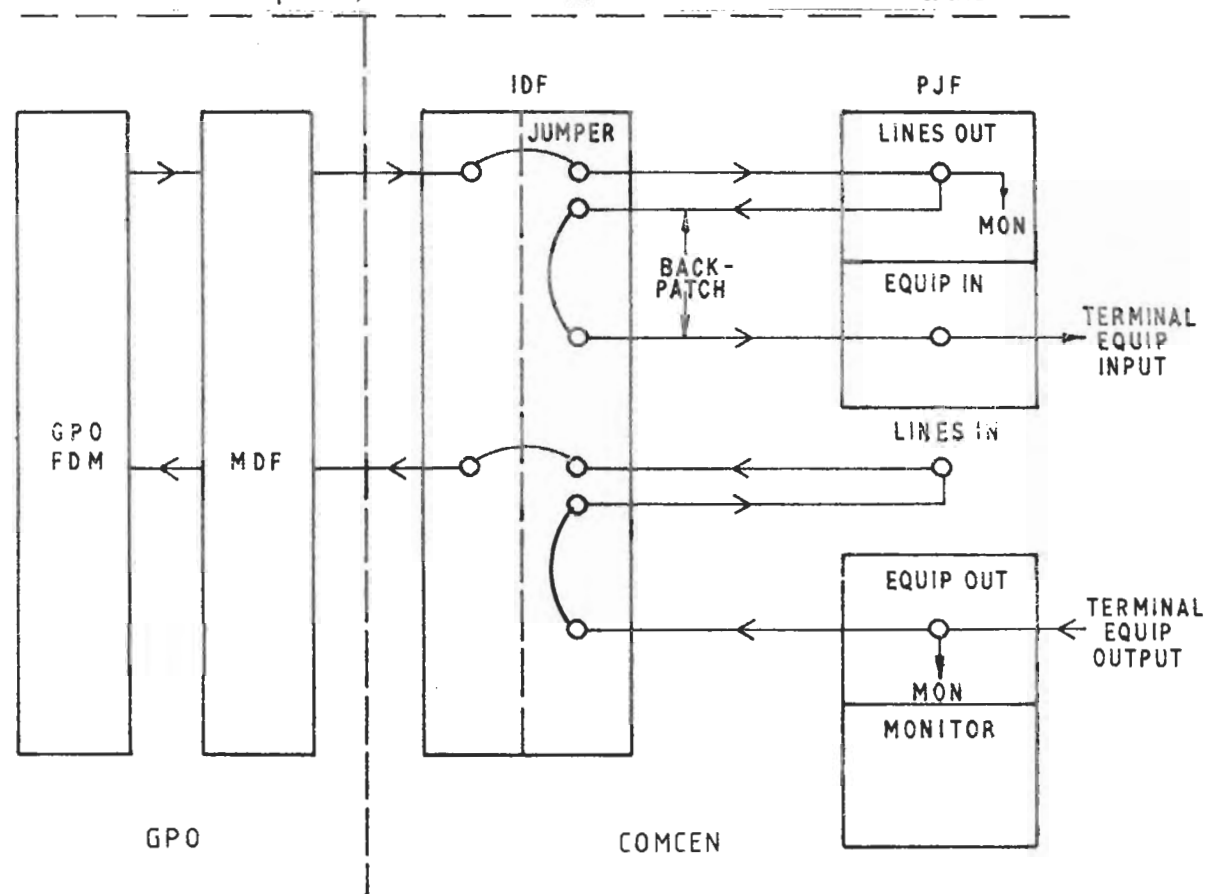 IDF
PJF
JUMPER
LINES OUT
MON
BACK-
PATCH
EQUIP IN
TERMINAL
EQUIP
INPUT
GPO
FDM
MDF
LINES IN
EQUIP OUT
TERMINAL
EQUIP
OUTPUT
MON
MONITOR
GPO
COMCEN